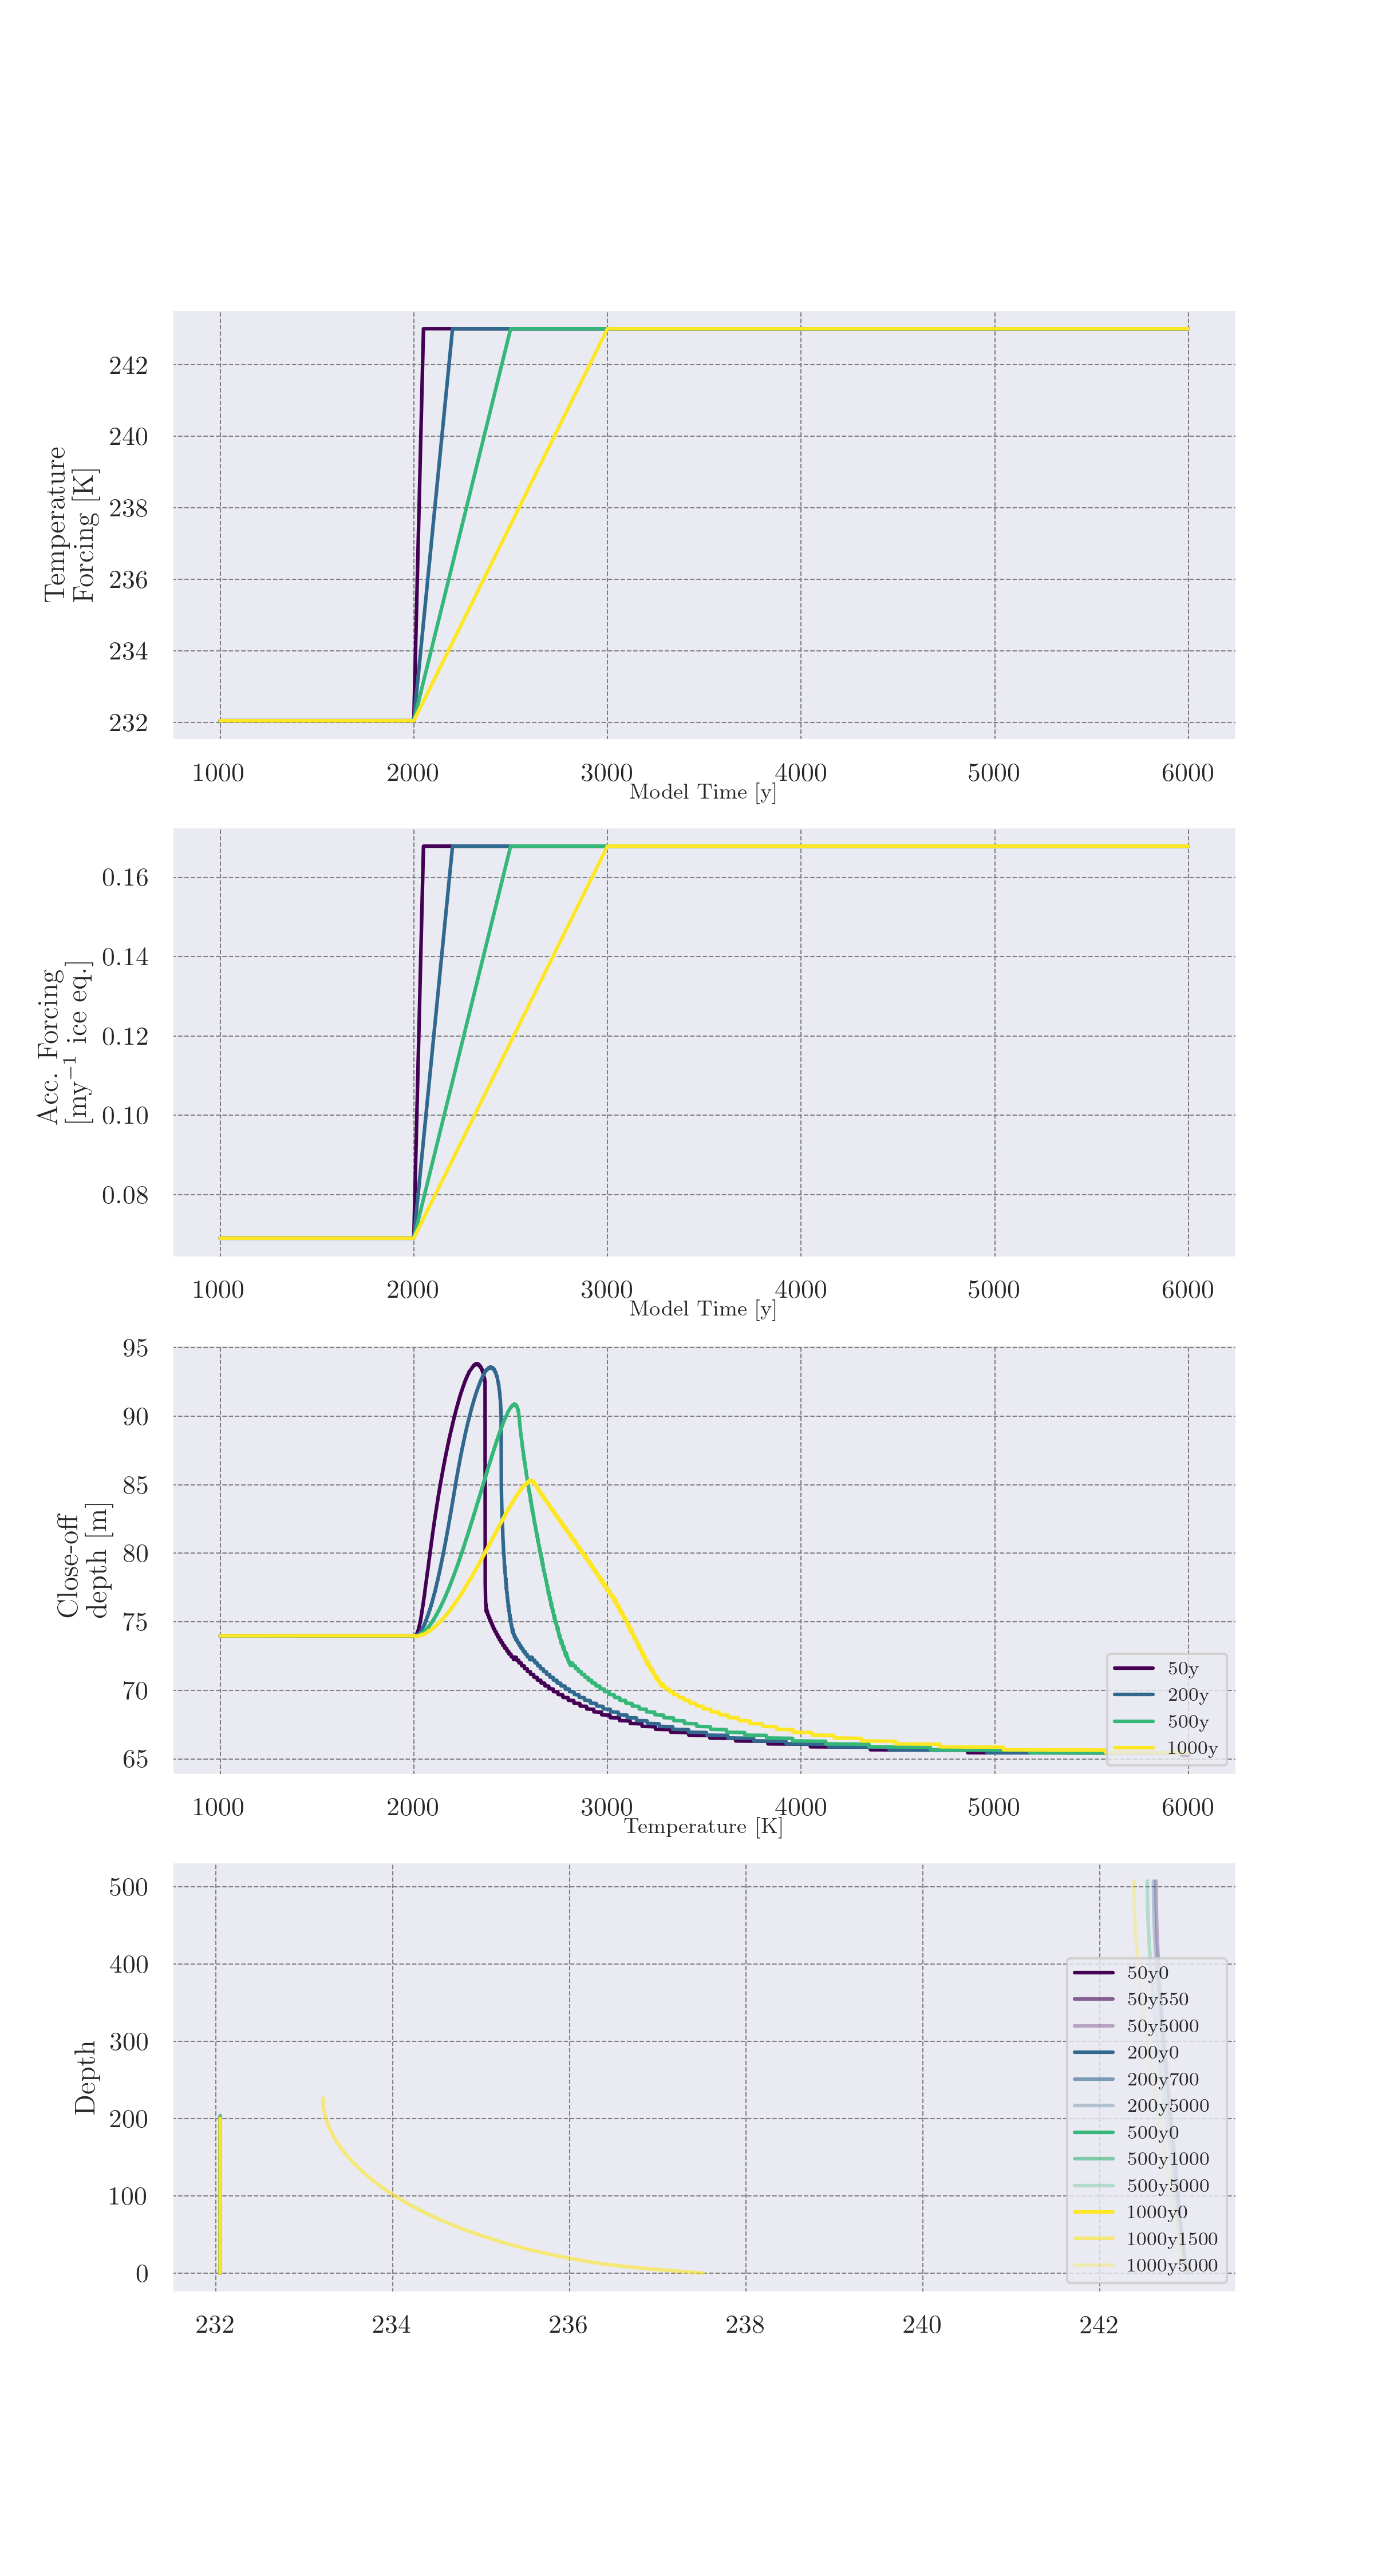 242
240
238
236
234
232
Temperature
Forcing [K]
1000 2000 3000 4000 5000 6000
Model Time [y]
0.16
0.14
0.12
0.10
0.08
Acc. Forcing
[my⁻¹ ice eq.]
1000 2000 3000 4000 5000 6000
Model Time [y]
95
90
85
80
75
70
65
Close-off
depth [m]
50y
200y
500y
1000y
1000 2000 3000 4000 5000 6000
Temperature [K]
500
400
300
200
100
0
Depth
50y0
50y550
50y5000
200y0
200y700
200y5000
500y0
500y1000
500y5000
1000y0
1000y1500
1000y5000
232 234 236 238 240 242